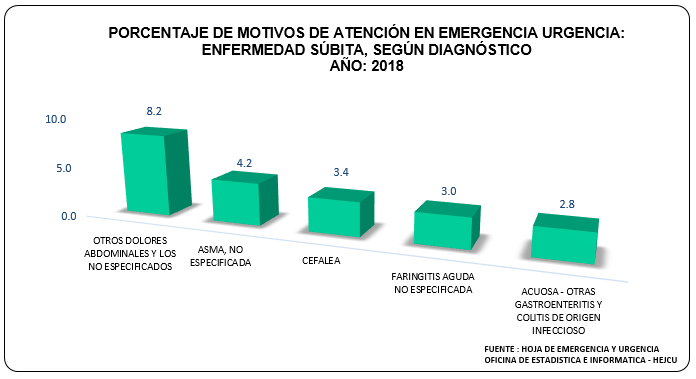 PORCENTAJE DE MOTIVOS DE ATENCIÓN EN EMERGENCIA URGENCIA:
ENFERMEDAD SÚBITA, SEGÚN DIAGNÓSTICO
AÑO: 2018
10.0
5.0
0.0
8.2
4.2
3.4
3.0
2.8
OTROS DOLORES
ABDOMINALES Y LOS
NO ESPECIFICADOS
ASMA, NO
ESPECIFICADA
CEFALEA
FARINGITIS AGUDA
NO ESPECIFICADA
ACUOSA - OTRAS
GASTROENTERITIS Y
COLITIS DE ORIGEN
INFECCIOSO
FUENTE : HOJA DE EMERGENCIA Y URGENCIA
OFICINA DE ESTADISTICA E INFORMATICA - HEJCU